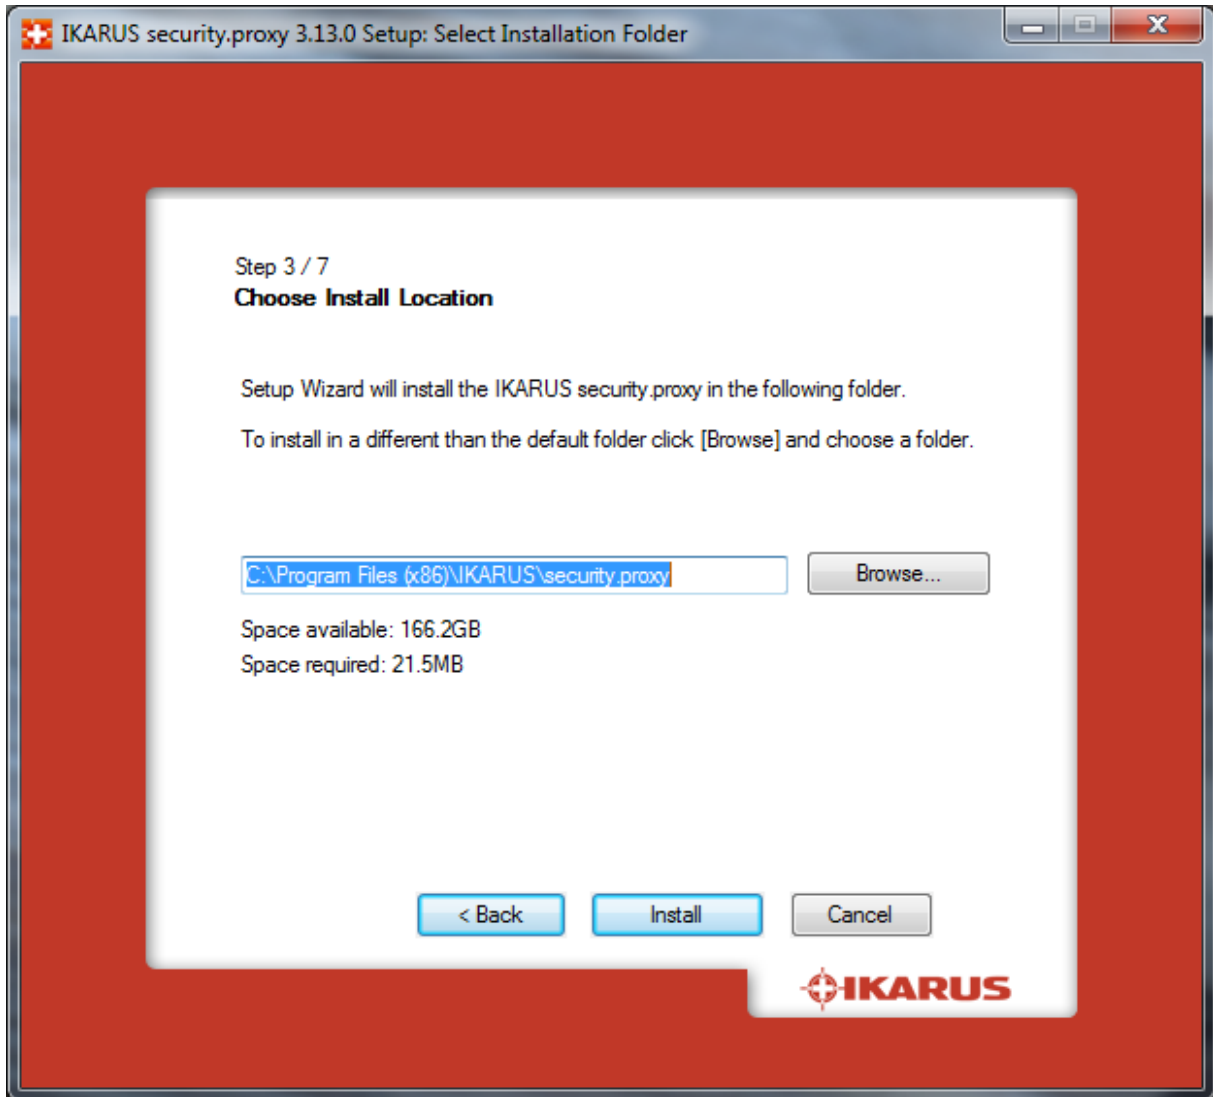 IKARUS security.proxy 3.13.0 Setup: Select Installation Folder
Step 3 / 7
Choose Install Location
Setup Wizard will install the IKARUS security.proxy in the following folder.
To install in a different than the default folder click [Browse] and choose a folder.
C:\Program Files (x86)\IKARUS\security.proxy
Browse...
Space available: 166.2GB
Space required: 21.5MB
< Back
Install
Cancel
IKARUS